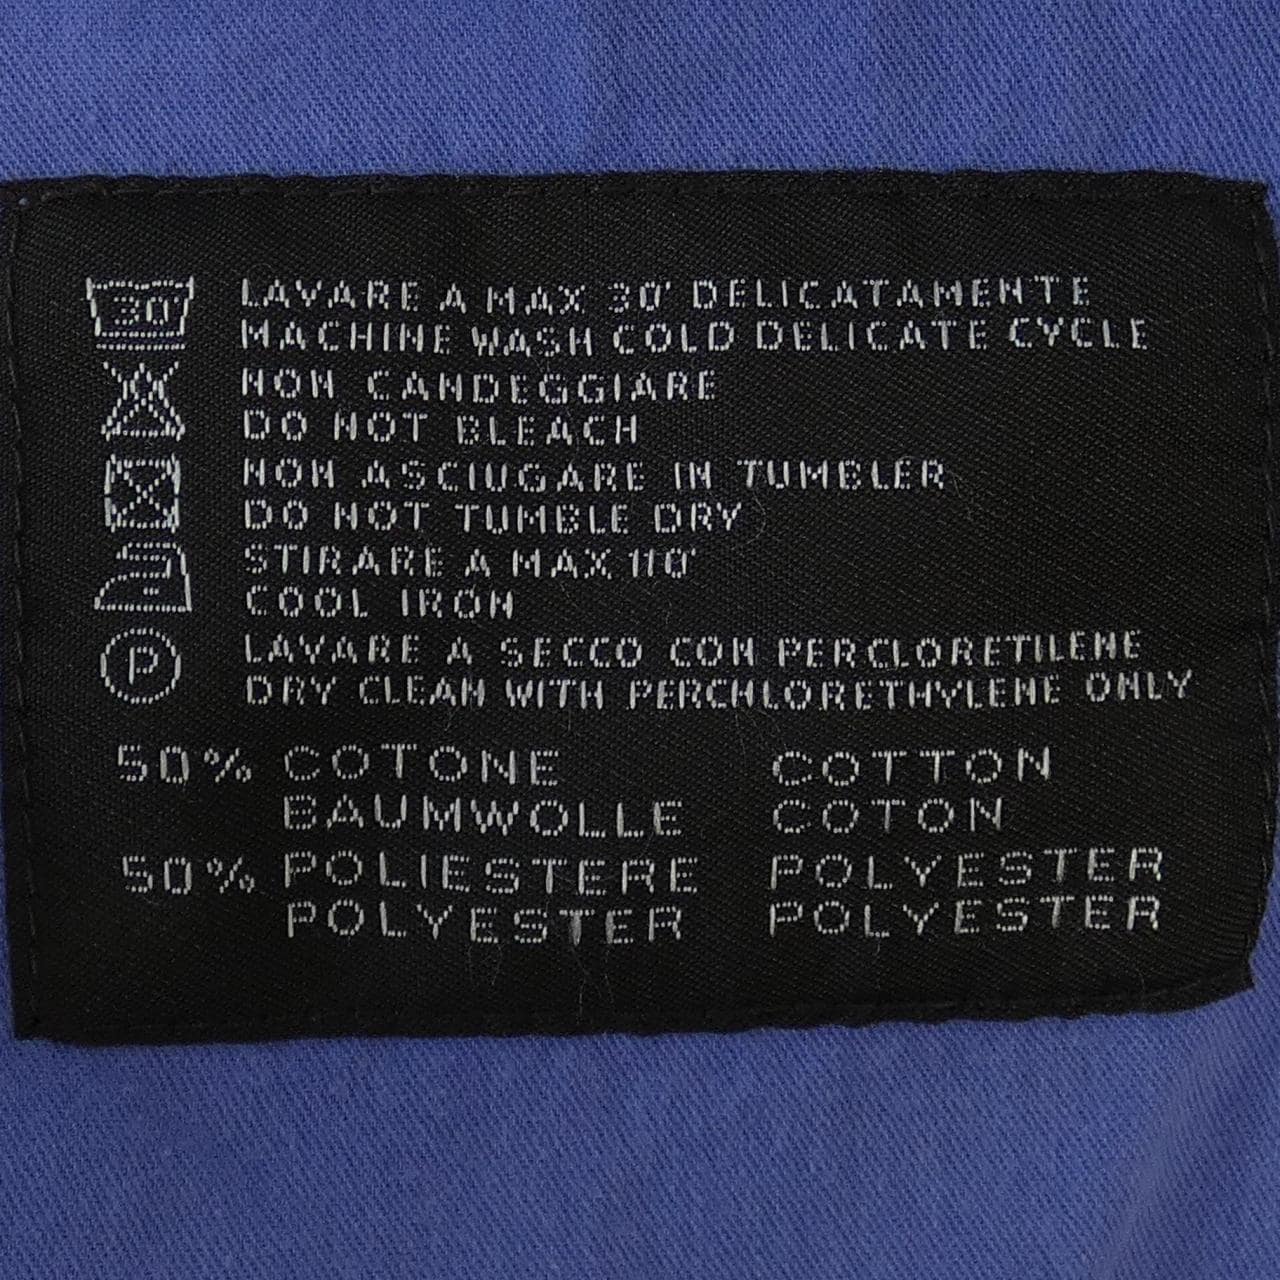 30'
LAVARE A MAX 30' DELICATAMENTE
MACHINE WASH COLD DELICATE CYCLE
NON CANDEGGIARE
DO NOT BLEACH
NON ASCIUGARE IN TUMBLER
DO NOT TUMBLE DRY
STIRARE A MAX 110'
COOL IRON
P
LAVARE A SECCO CON PERCLORETILENE
DRY CLEAN WITH PERCHLORETHYLENE ONLY
50% COTONE COTTON
BAUMWOLLE COTON
50% POLIESTERE POLYESTER
POLYESTER POLYESTER